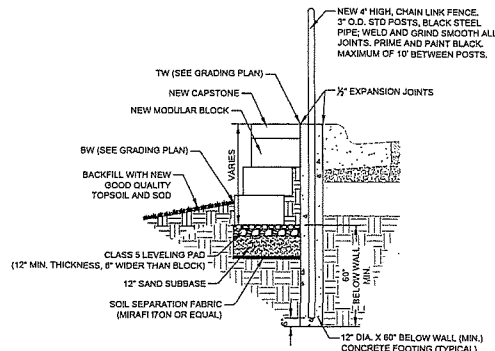 NEW 4' HIGH, CHAIN LINK FENCE.
3" O.D. STD POSTS, BLACK STEEL
PIPE; WELD AND GRIND SMOOTH ALL
JOINTS. PRIME AND PAINT BLACK.
MAXIMUM OF 10' BETWEEN POSTS.
TW (SEE GRADING PLAN)
NEW CAPSTONE
½" EXPANSION JOINTS
NEW MODULAR BLOCK
BW (SEE GRADING PLAN)
VARIES
BACKFILL WITH NEW
GOOD QUALITY
TOPSOIL AND SOD
CLASS 5 LEVELING PAD
(12" MIN. THICKNESS, 6" WIDER THAN BLOCK)
12" SAND SUBBASE
60"
BELOW WALL
MIN.
SOIL SEPARATION FABRIC
(MIRAFI 170N OR EQUAL)
6"
12" DIA. X 60" BELOW WALL (MIN.)
CONCRETE FOOTING (TYPICAL)